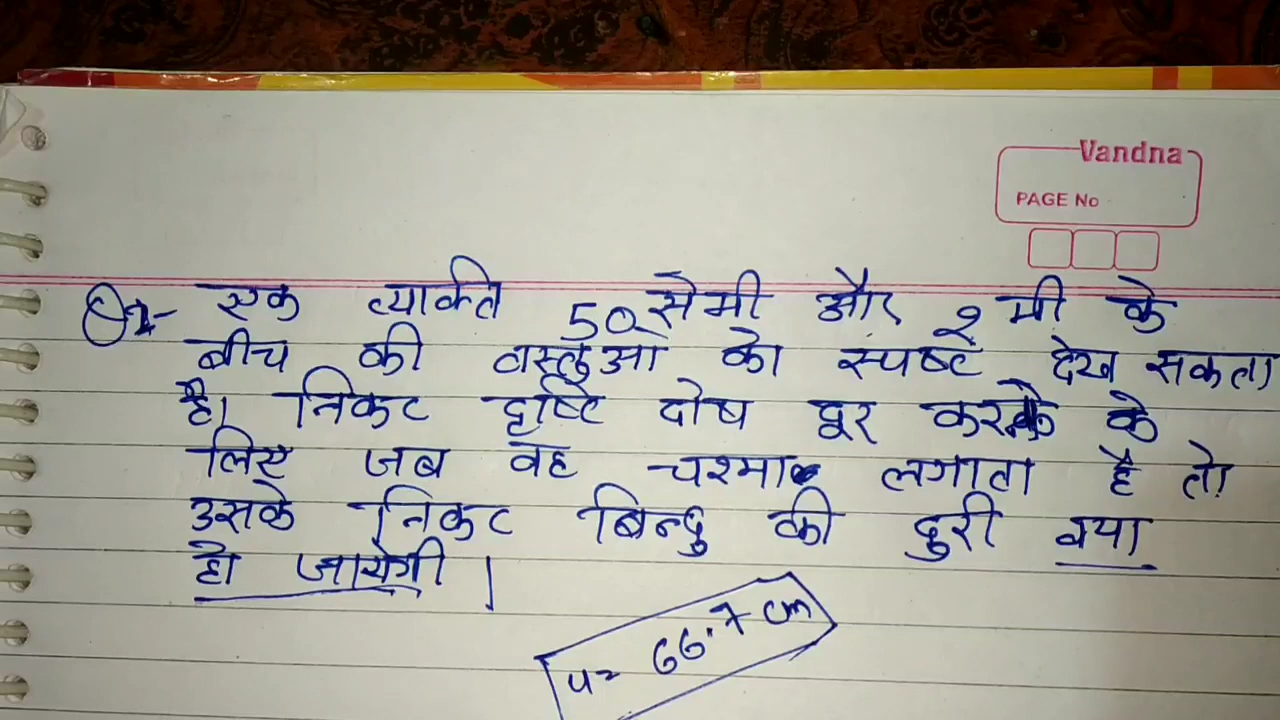 Vandna
PAGE No
Q1- एक व्यक्ति 50 सेमी और 2 मी के
बीच की वस्तुओ को स्पष्ट देख सकता
है। निकट दृष्टि दोष दूर करने के
लिए जब वह चश्मा लगाता है तो
उसके निकट बिन्दु की दुरी क्या
हो जायेगी।
u= 66.7 cm